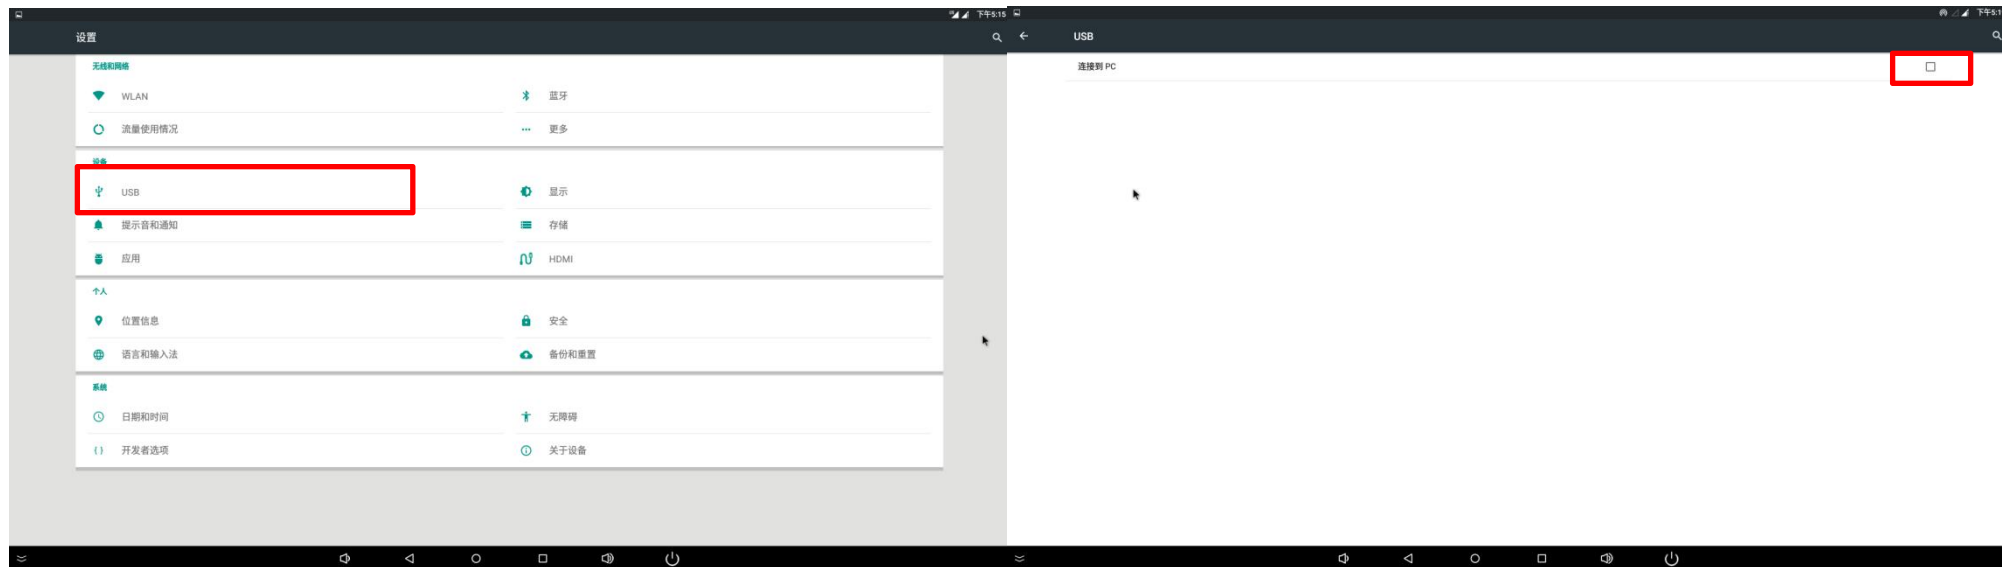 下午5:15
设置
无线和网络
WLAN
蓝牙
流量使用情况
更多
设备
USB
显示
提示音和通知
存储
应用
HDMI
个人
位置信息
安全
语言和输入法
备份和重置
系统
日期和时间
无障碍
开发者选项
关于设备
下午5:1
USB
连接到 PC